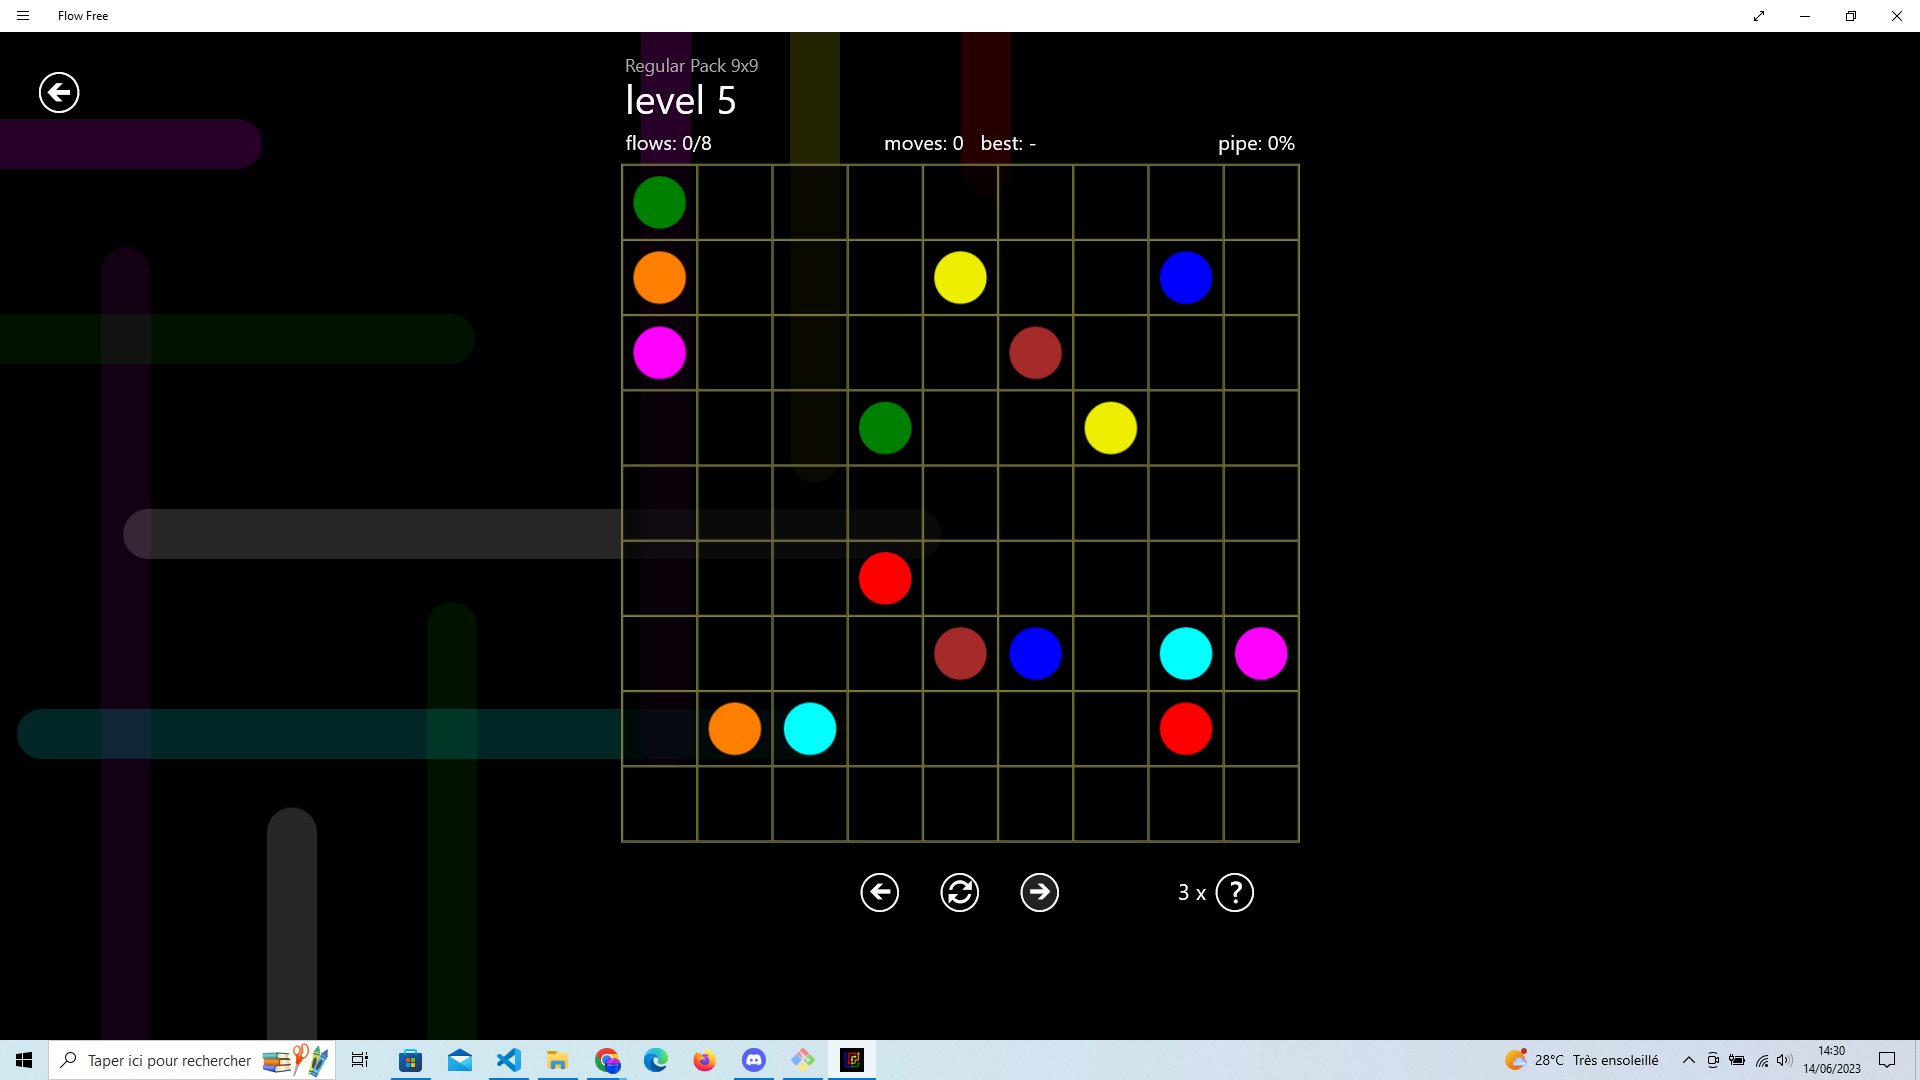 Flow Free
Regular Pack 9x9
level 5
flows: 0/8 moves: 0 best: - pipe: 0%
3 x ?
Taper ici pour rechercher
28°C Très ensoleillé
14:30
14/06/2023